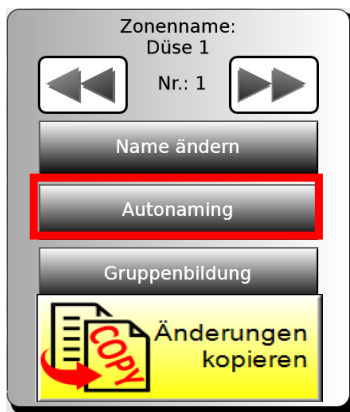 Zonenname:
Düse 1
Nr.: 1
Name ändern
Autonaming
Gruppenbildung
COPY
Änderungen
kopieren